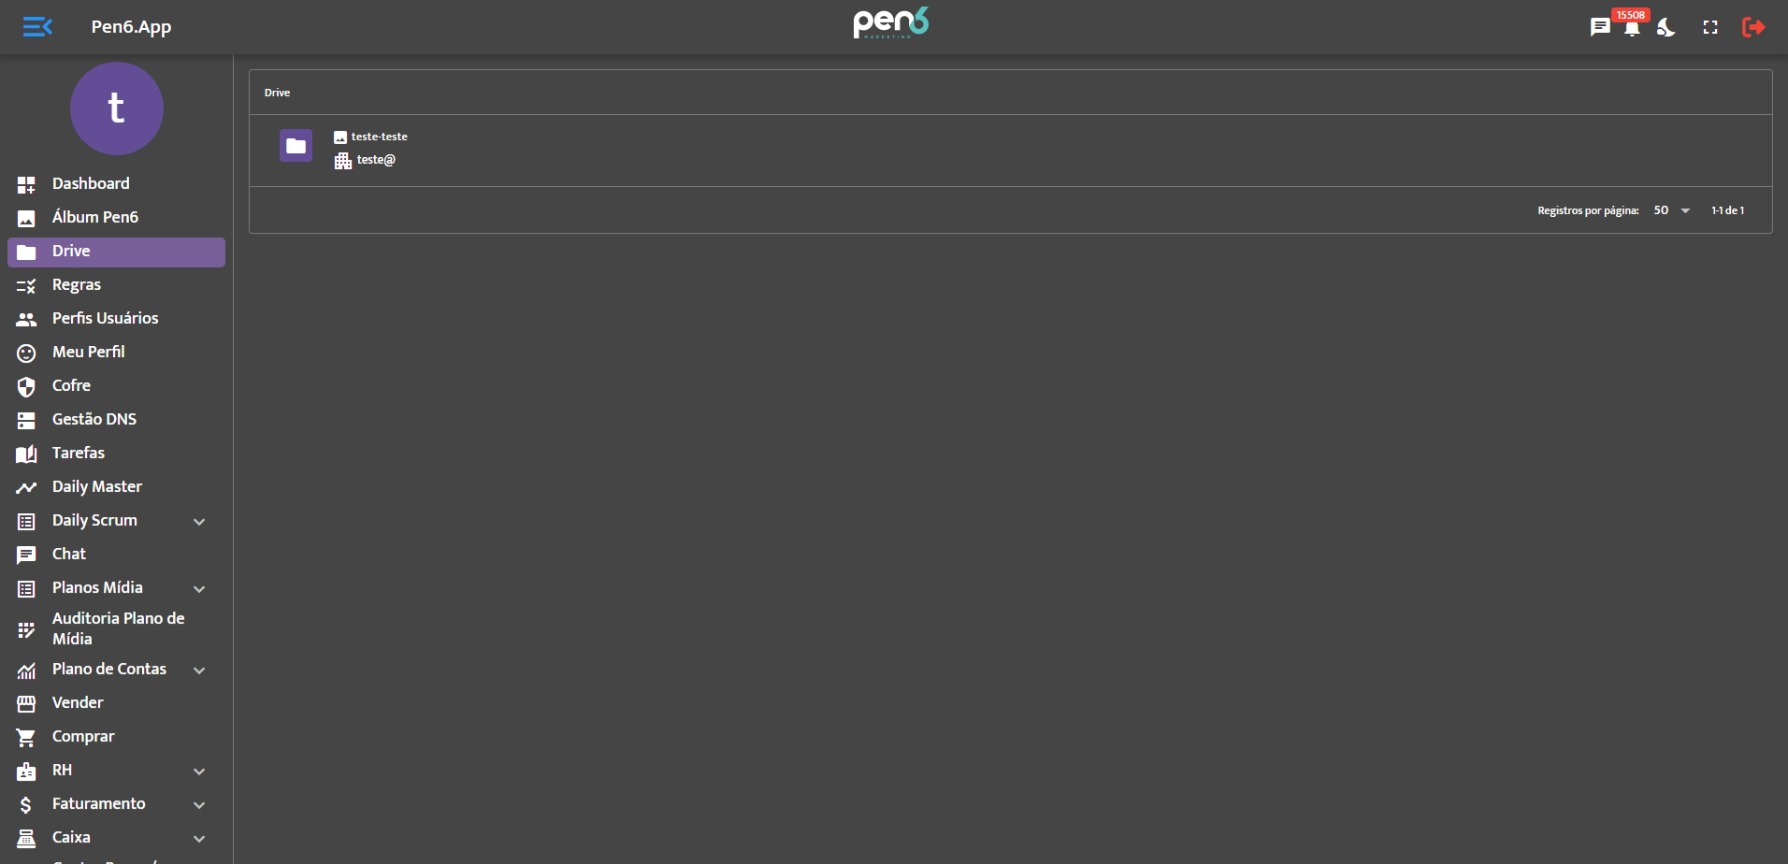 Pen6.App
pen6
MARKETING
15508
t
Dashboard
Álbum Pen6
Drive
Regras
Perfis Usuários
Meu Perfil
Cofre
Gestão DNS
Tarefas
Daily Master
Daily Scrum
Chat
Planos Mídia
Auditoria Plano de
Mídia
Plano de Contas
Vender
Comprar
RH
Faturamento
Caixa
Drive
teste-teste
teste@
Registros por página:
50
1-1 de 1